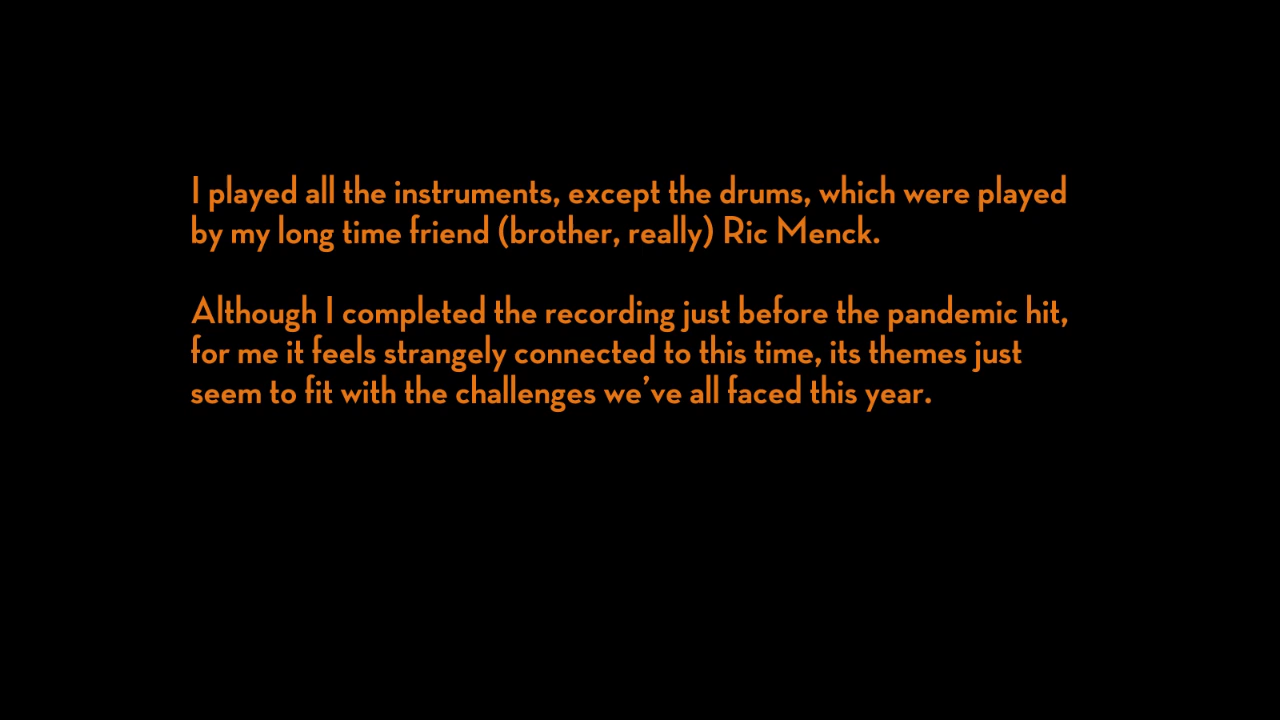 I played all the instruments, except the drums, which were played
by my long time friend (brother, really) Ric Menck.
Although I completed the recording just before the pandemic hit,
for me it feels strangely connected to this time, its themes just
seem to fit with the challenges we’ve all faced this year.